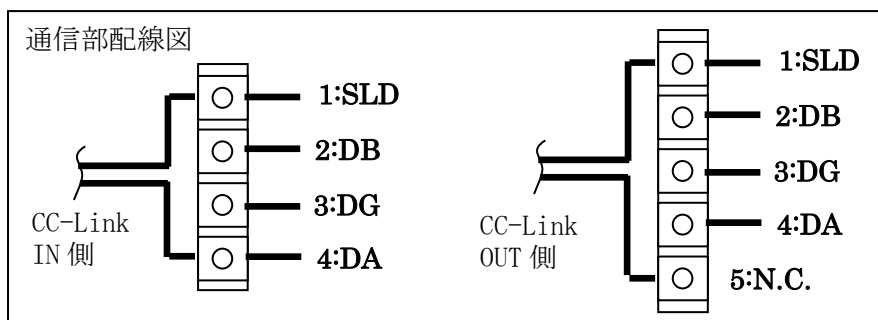 通信部配線図
1:SLD
2:DB
3:DG
4:DA
CC-Link
IN 側
1:SLD
2:DB
3:DG
4:DA
5:N.C.
CC-Link
OUT 側